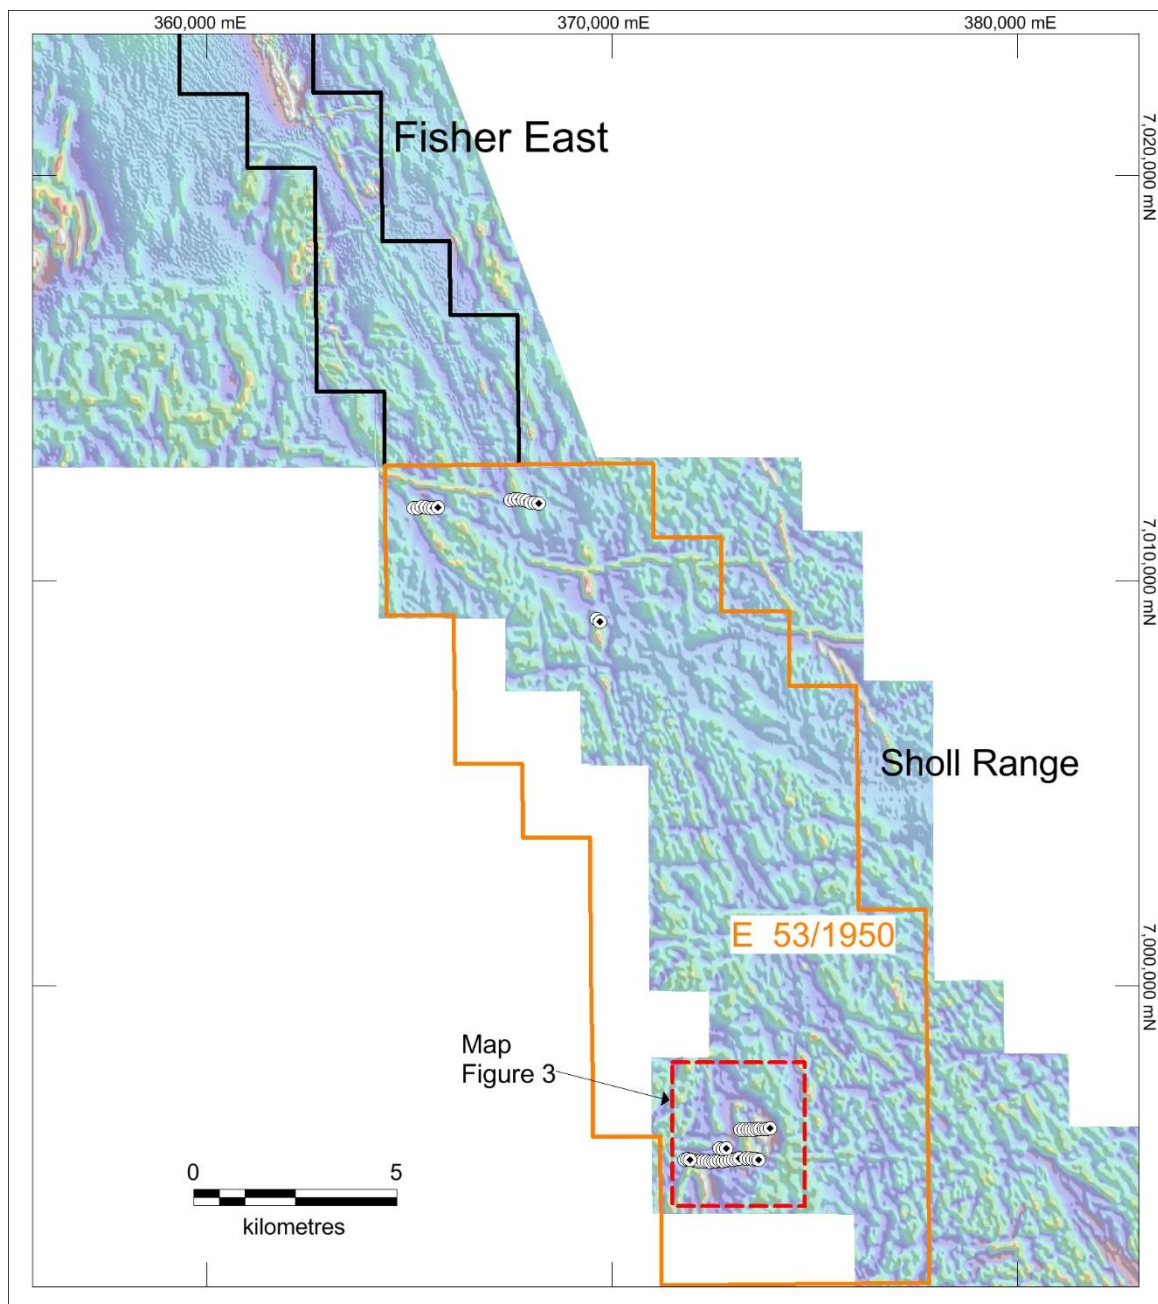 360,000 mE
370,000 mE
380,000 mE
Fisher East
7,020,000 mN
7,010,000 mN
Sholl Range
E 53/1950
7,000,000 mN
Map
Figure 3
0
5
kilometres